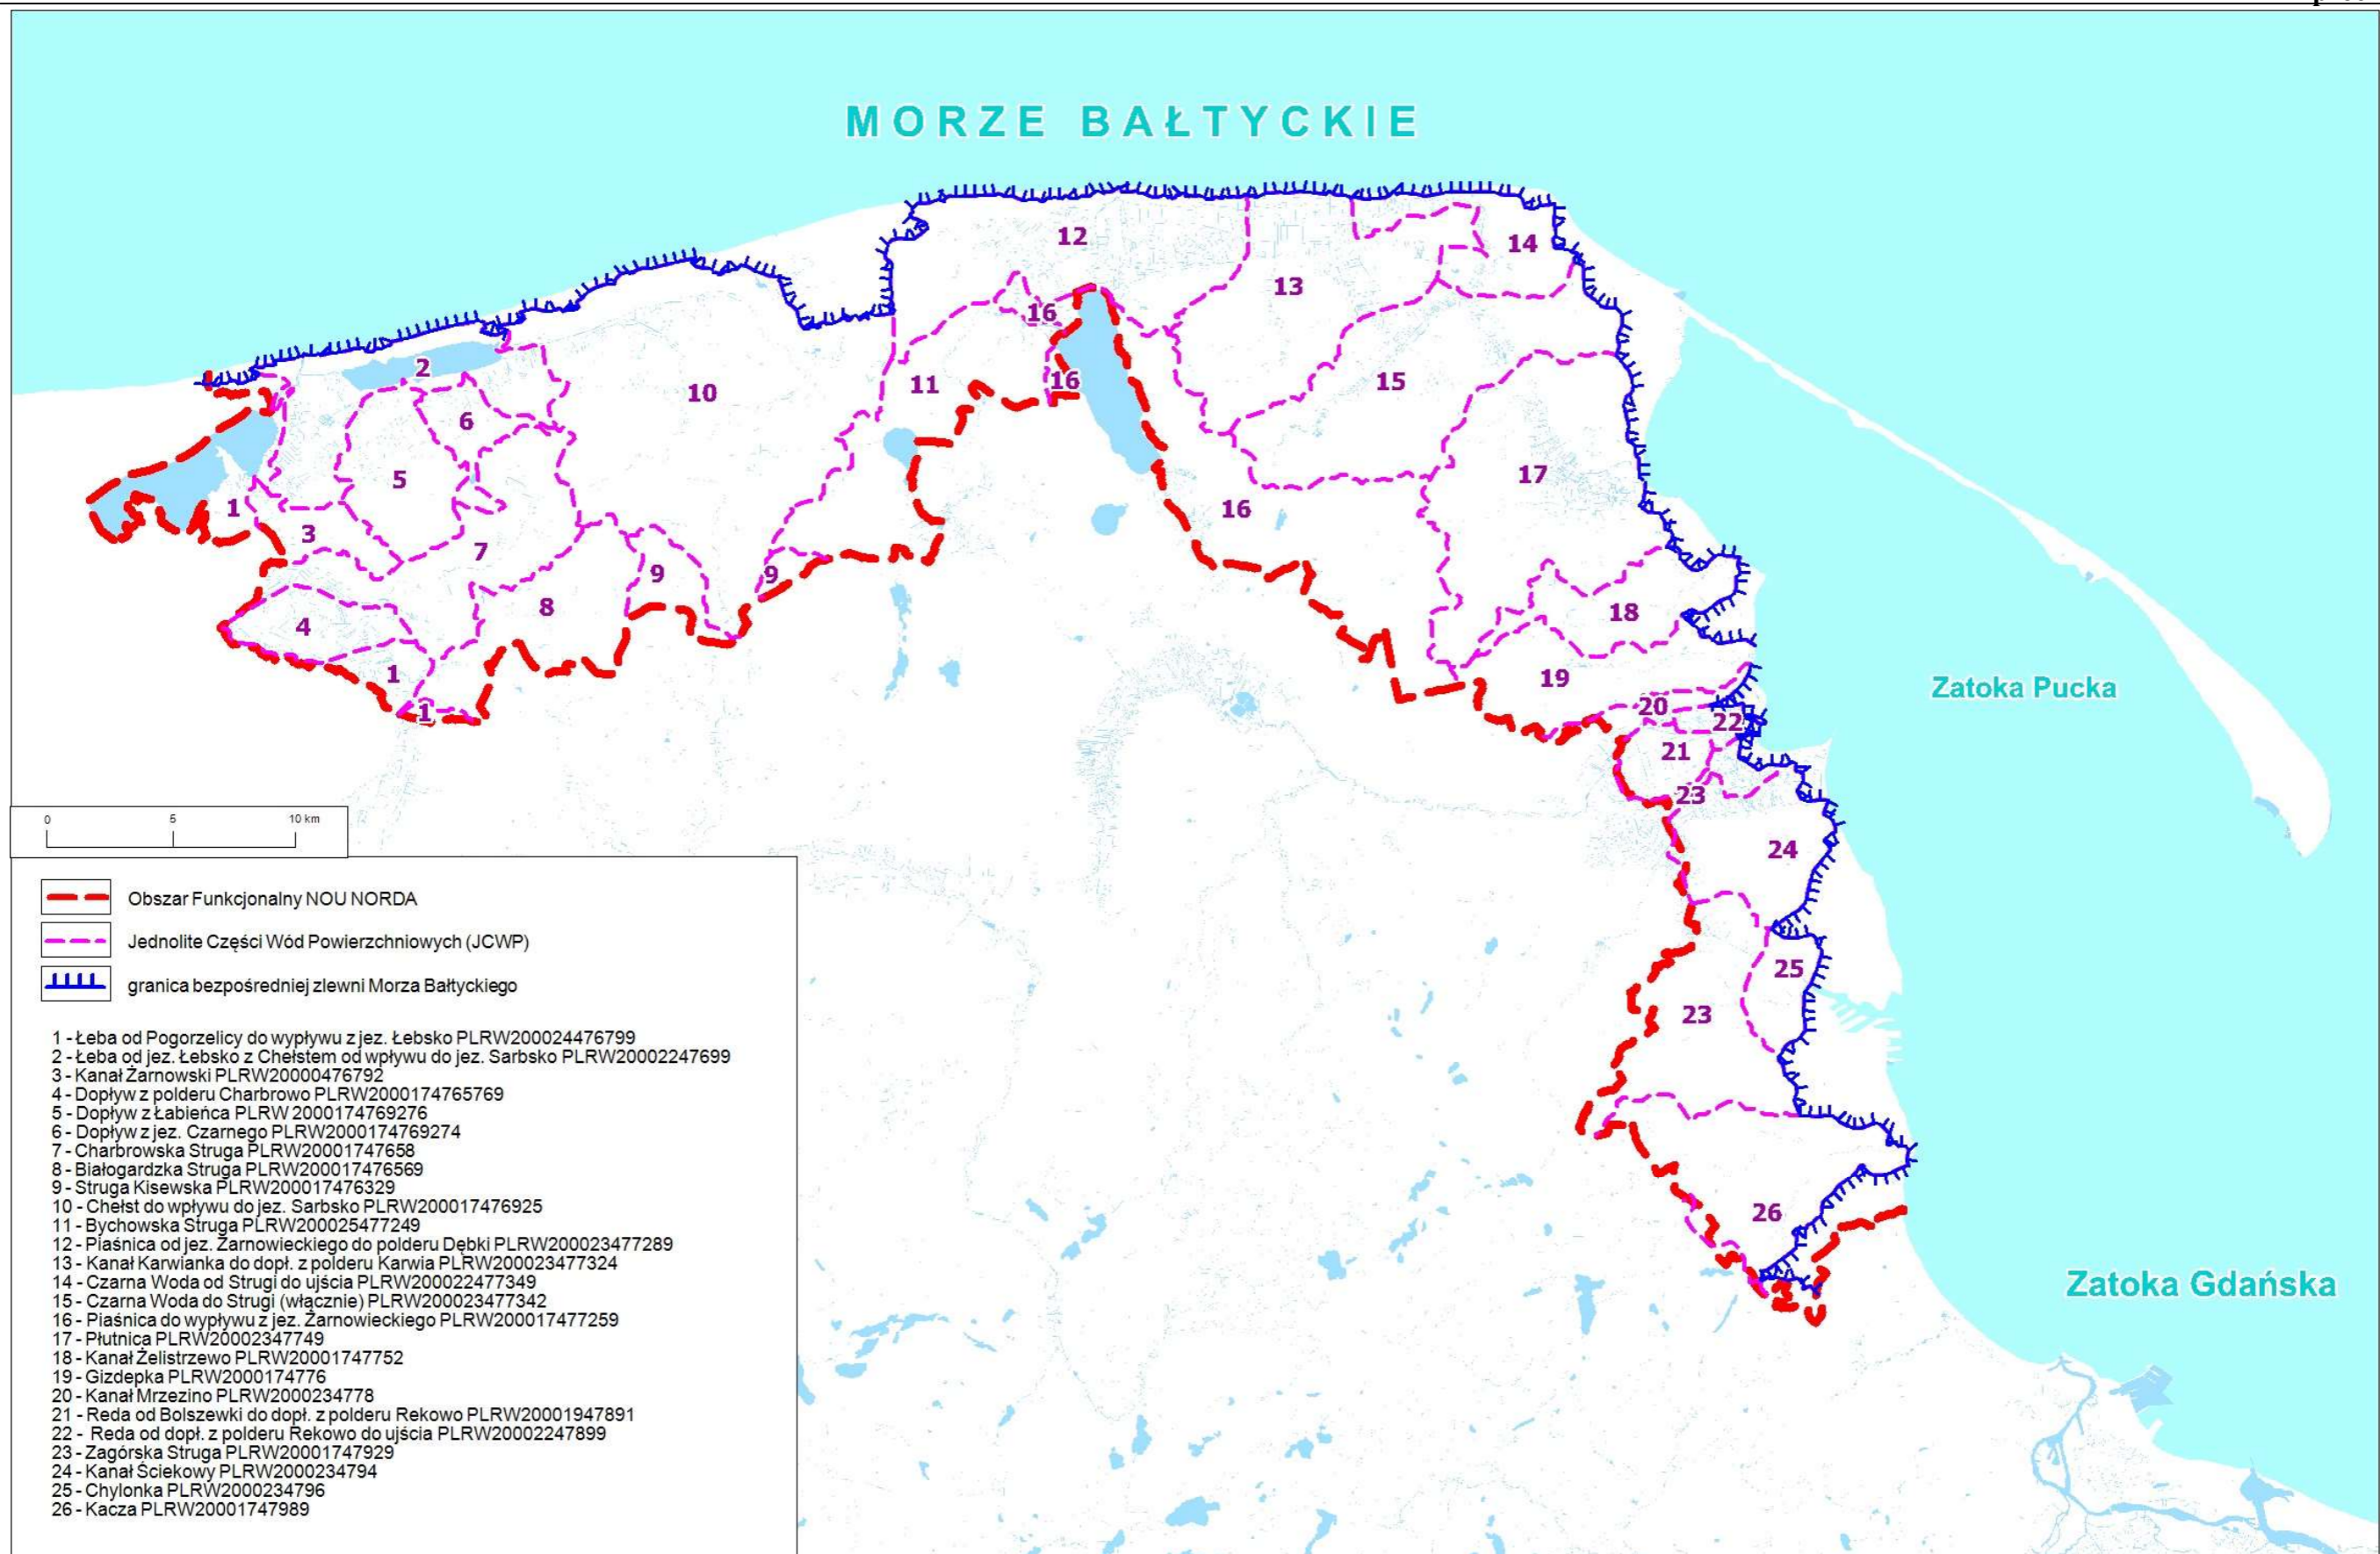 MORZE BAŁTYCKIE
12
14
13
16
2
10
11
16
15
6
5
17
1
16
3
7
9
9
8
18
4
1
19
Zatoka Pucka
1
20
22
21
23
0 5 10 km
24
Obszar Funkcjonalny NOU NORDA
Jednolite Części Wód Powierzchniowych (JCWP)
25
granica bezpośredniej zlewni Morza Bałtyckiego
23
1 - Łeba od Pogorzelicy do wypływu z jez. Łebsko PLRW200024476799
2 - Łeba od jez. Łebsko z Chełstem od wpływu do jez. Sarbsko PLRW20002247699
3 - Kanał Żarnowski PLRW20000476792
4 - Dopływ z polderu Charbrowo PLRW2000174765769
5 - Dopływ z Łabieńca PLRW 2000174769276
6 - Dopływ z jez. Czarnego PLRW2000174769274
7 - Charbrowska Struga PLRW20001747658
8 - Białogardzka Struga PLRW200017476569
9 - Struga Kisewska PLRW200017476329
10 - Chełst do wpływu do jez. Sarbsko PLRW200017476925
11 - Bychowska Struga PLRW200025477249
12 - Piaśnica od jez. Żarnowieckiego do polderu Dębki PLRW200023477289
13 - Kanał Karwianka do dopł. z polderu Karwia PLRW200023477324
14 - Czarna Woda od Strugi do ujścia PLRW200022477349
15 - Czarna Woda do Strugi (włącznie) PLRW200023477342
16 - Piaśnica do wypływu z jez. Żarnowieckiego PLRW200017477259
17 - Płutnica PLRW20002347749
18 - Kanał Żelistrzewo PLRW20001747752
19 - Gizdepka PLRW2000174776
20 - Kanał Mrzezino PLRW2000234778
21 - Reda od Bolszewki do dopł. z polderu Rekowo PLRW20001947891
22 - Reda od dopł. z polderu Rekowo do ujścia PLRW20002247899
23 - Zagórska Struga PLRW20001747929
24 - Kanał Ściekowy PLRW2000234794
25 - Chylonka PLRW2000234796
26 - Kacza PLRW20001747989
26
Zatoka Gdańska